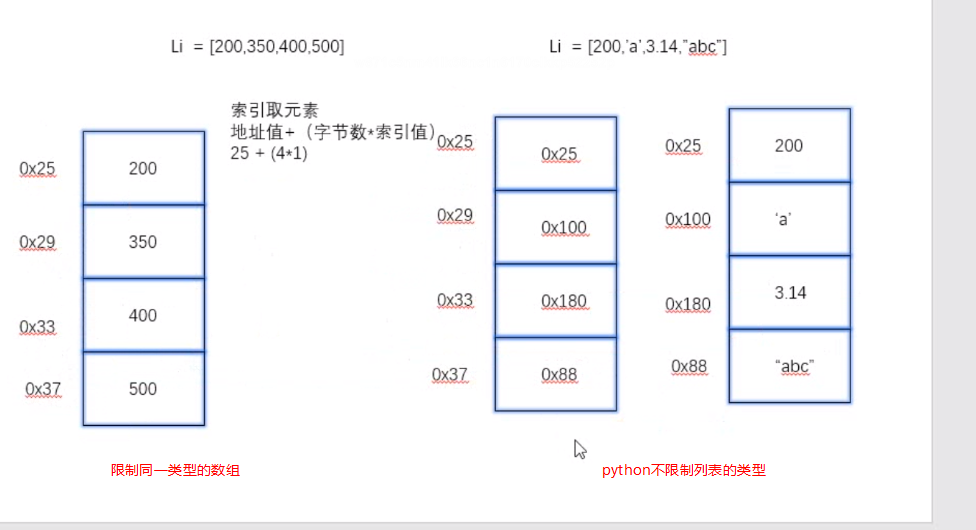 Li = [200,350,400,500]
Li = [200,'a',3.14,"abc"]
索引取元素
地址值+（字节数*索引值）
25 + (4*1)
0x25
200
0x29
350
0x33
400
0x37
500
0x25
0x25
0x29
0x100
0x33
0x180
0x37
0x88
0x25
200
0x100
'a'
0x180
3.14
0x88
“abc”
限制同一类型的数组
python不限制列表的类型